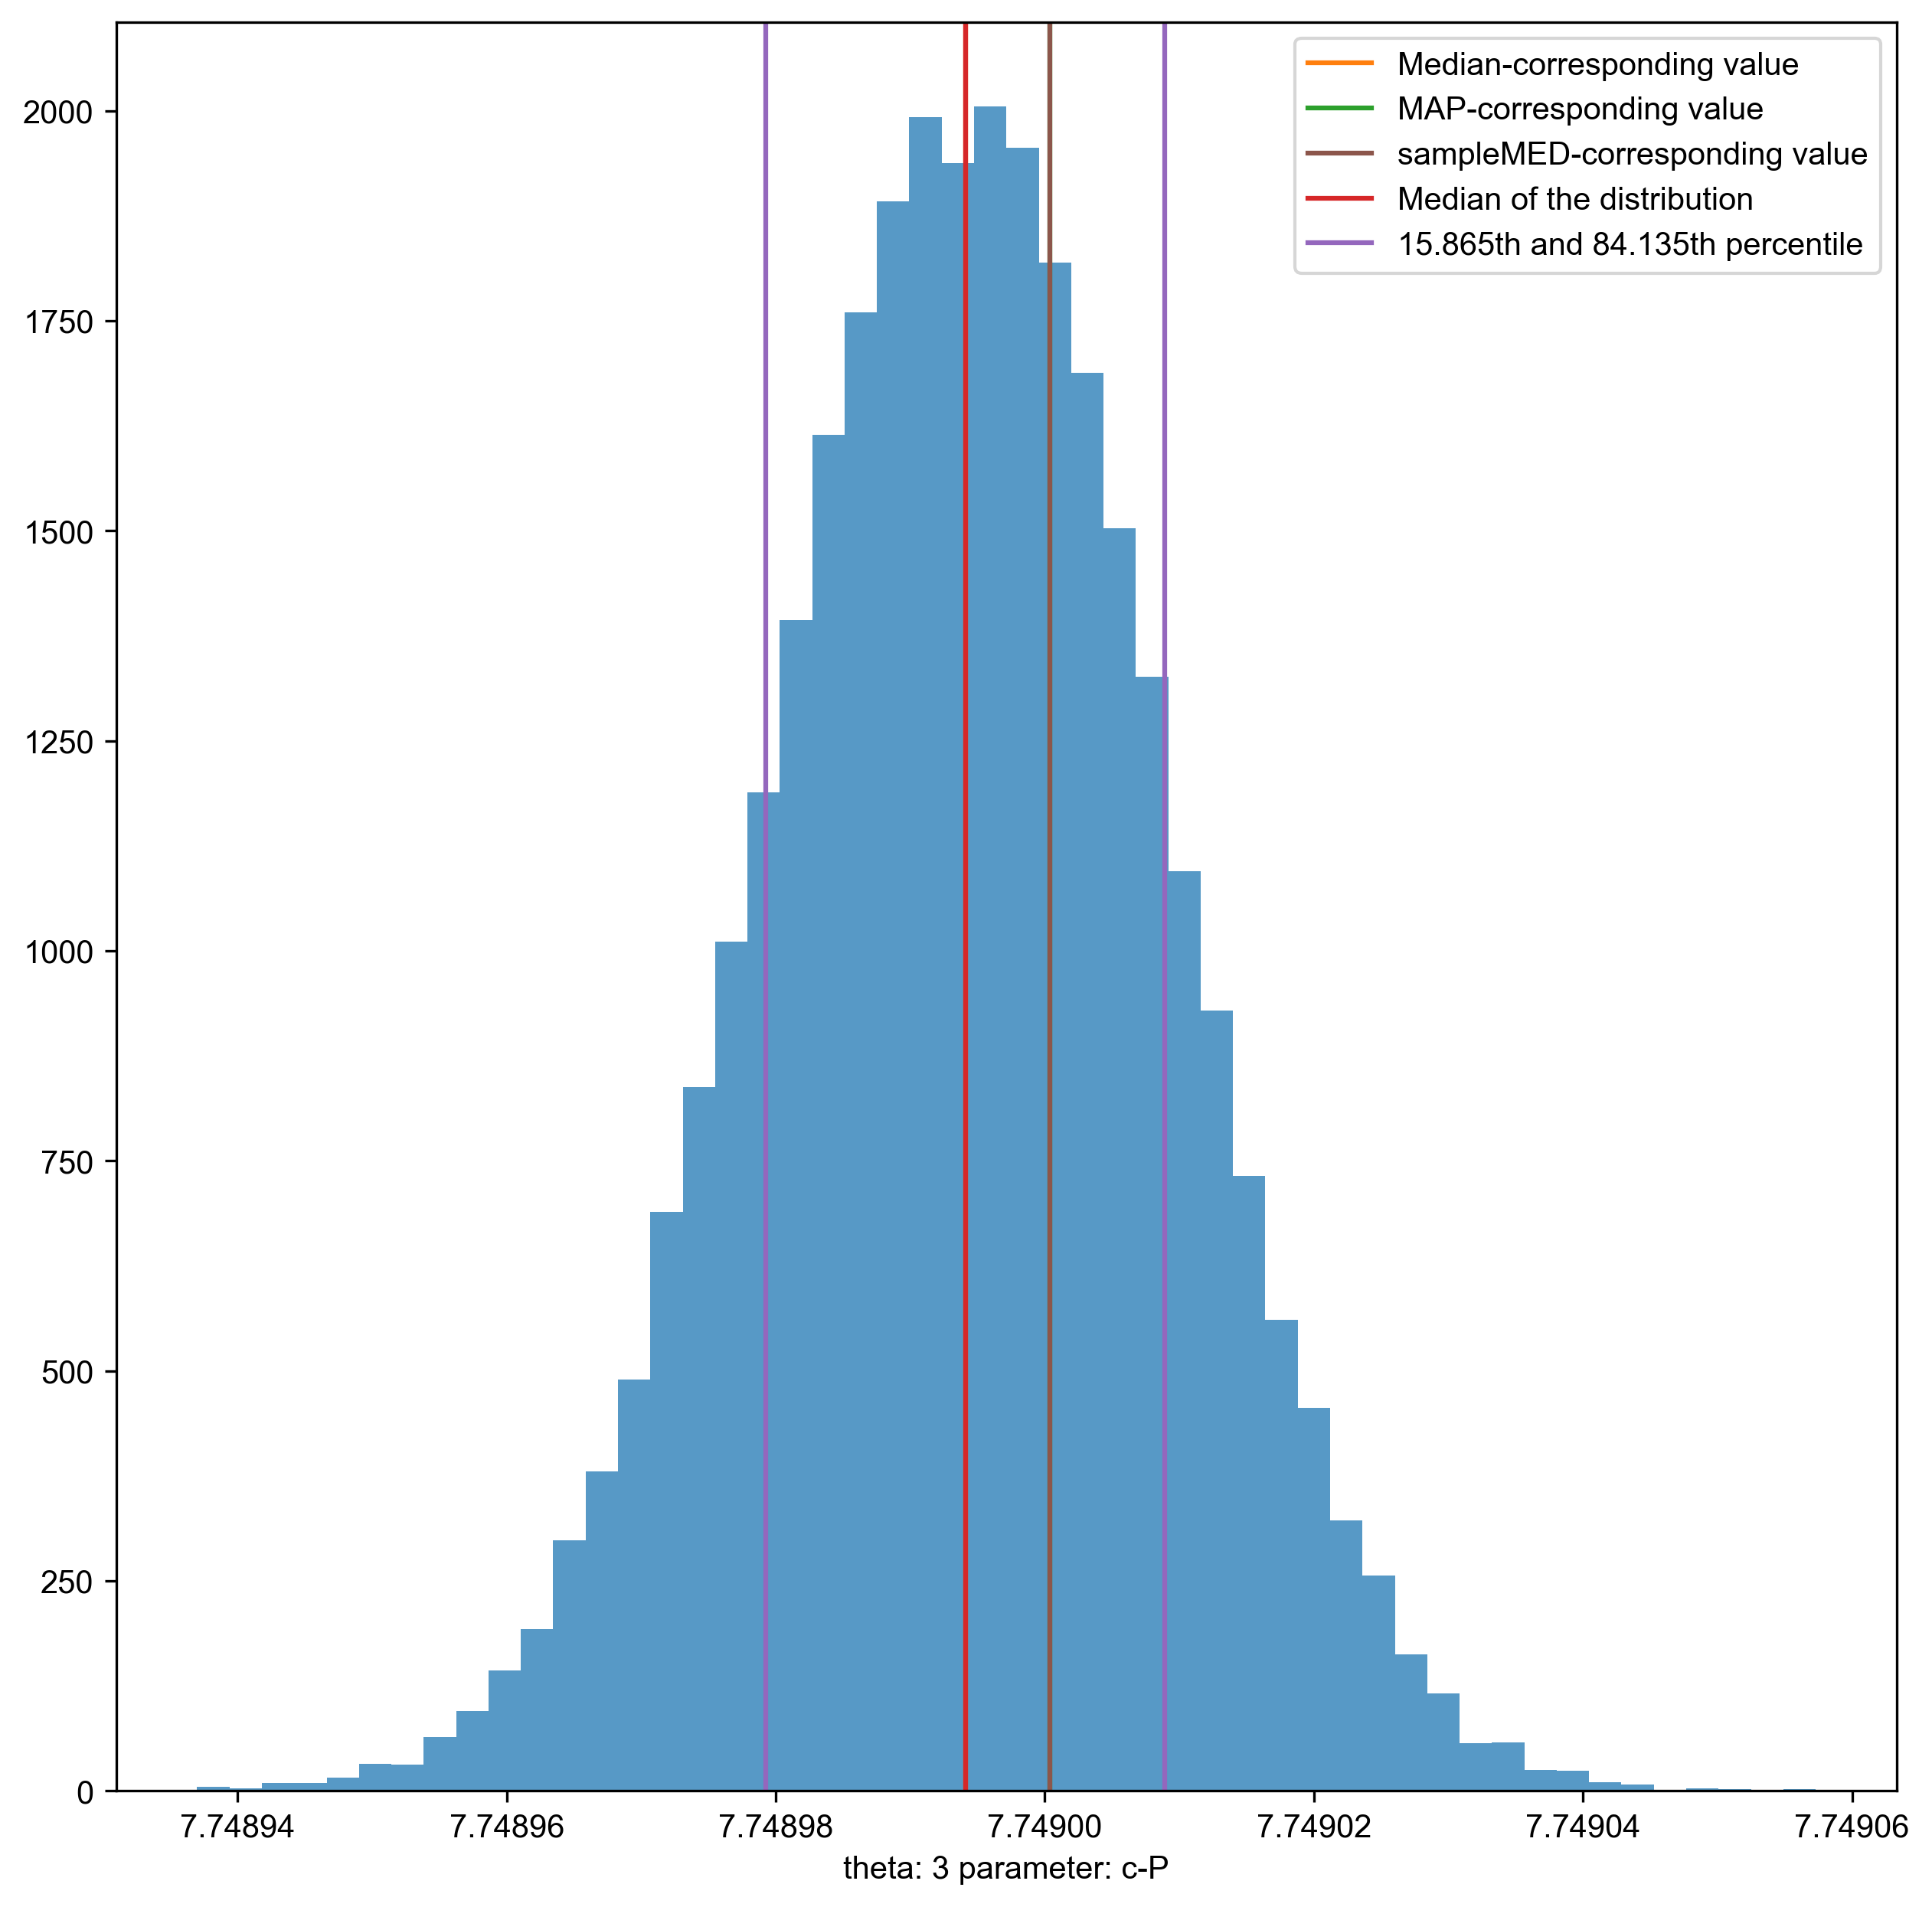 Median-corresponding value
MAP-corresponding value
sampleMED-corresponding value
Median of the distribution
15.865th and 84.135th percentile
2000
1750
1500
1250
1000
750
500
250
0
7.74894 7.74896 7.74898 7.74900 7.74902 7.74904 7.74906
theta: 3 parameter: c-P